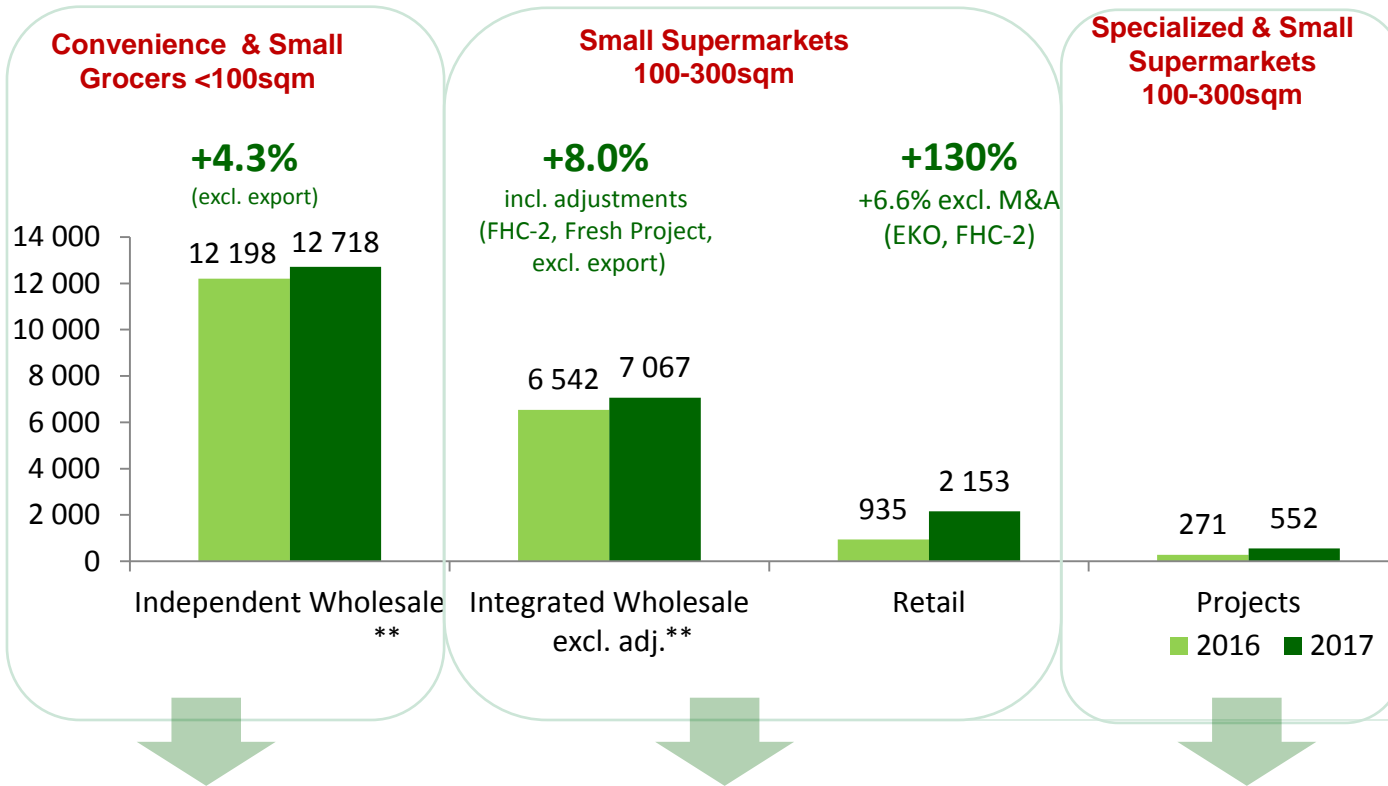 Convenience & Small
Grocers <100sqm
Small Supermarkets
100-300sqm
Specialized & Small
Supermarkets
100-300sqm
+4.3%
(excl. export)
+8.0%
incl. adjustments
(FHC-2, Fresh Project,
excl. export)
+130%
+6.6% excl. M&A
(EKO, FHC-2)
14 000
12 000
10 000
8 000
6 000
4 000
2 000
0
12 198
12 718
6 542
7 067
935
2 153
271
552
Independent Wholesale
**
Integrated Wholesale
excl. adj.**
Retail
Projects
2016
2017